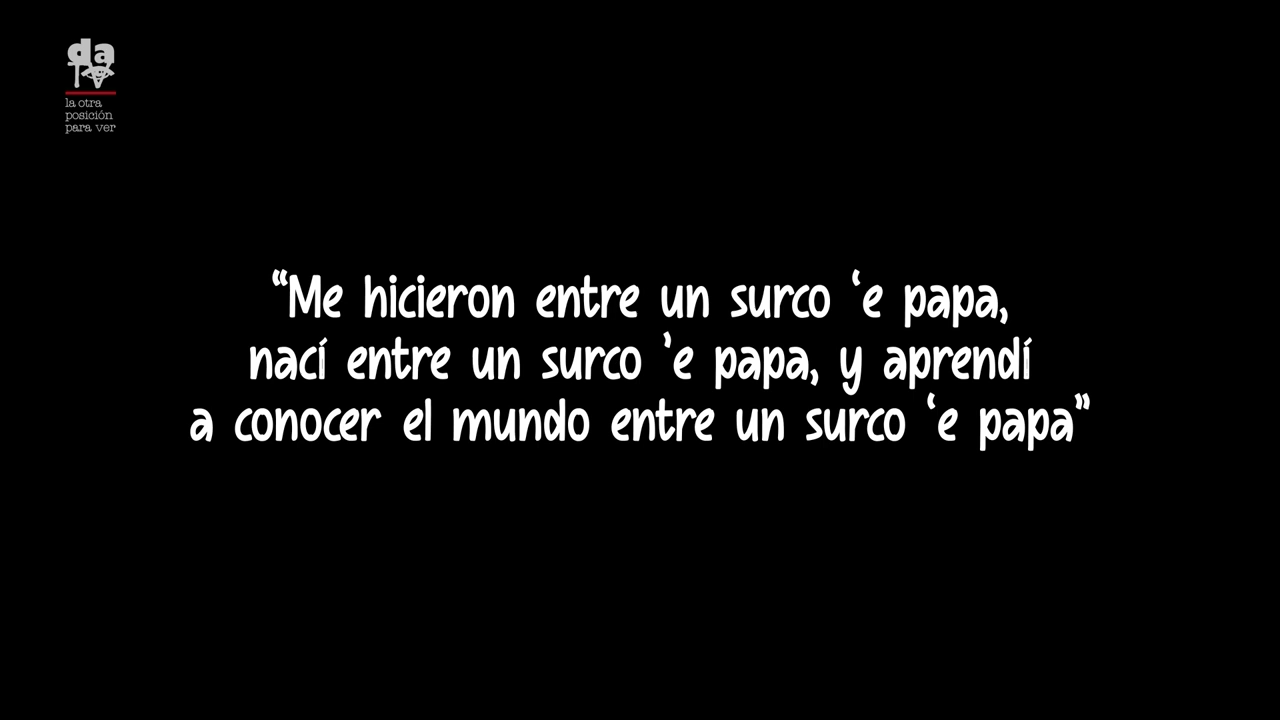 da
TV
la otra
posición
para ver
“Me hicieron entre un surco ‘e papa,
nací entre un surco ’e papa, y aprendí
a conocer el mundo entre un surco ‘e papa”